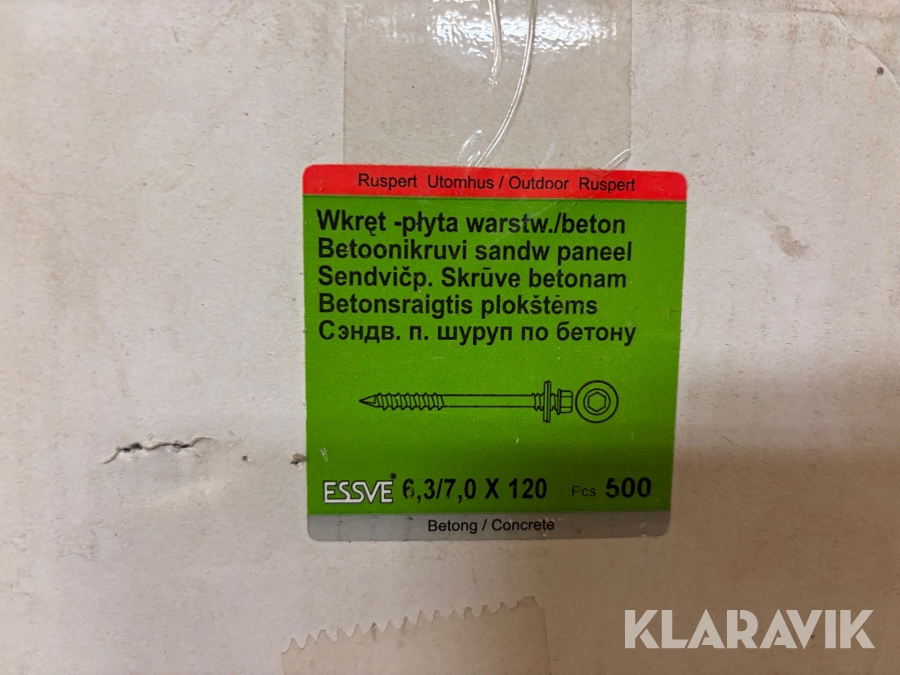 Ruspert Utomhus / Outdoor Ruspert
Wkręt -płyta warstw./beton
Betoonikruvi sandw paneel
Sendvičp. Skrūve betonam
Betonsraigtis plokštėms
Сэндв. п. шуруп по бетону
ESSVE® 6,3/7,0 X 120 Pcs 500
Betong / Concrete
KLARAVIK